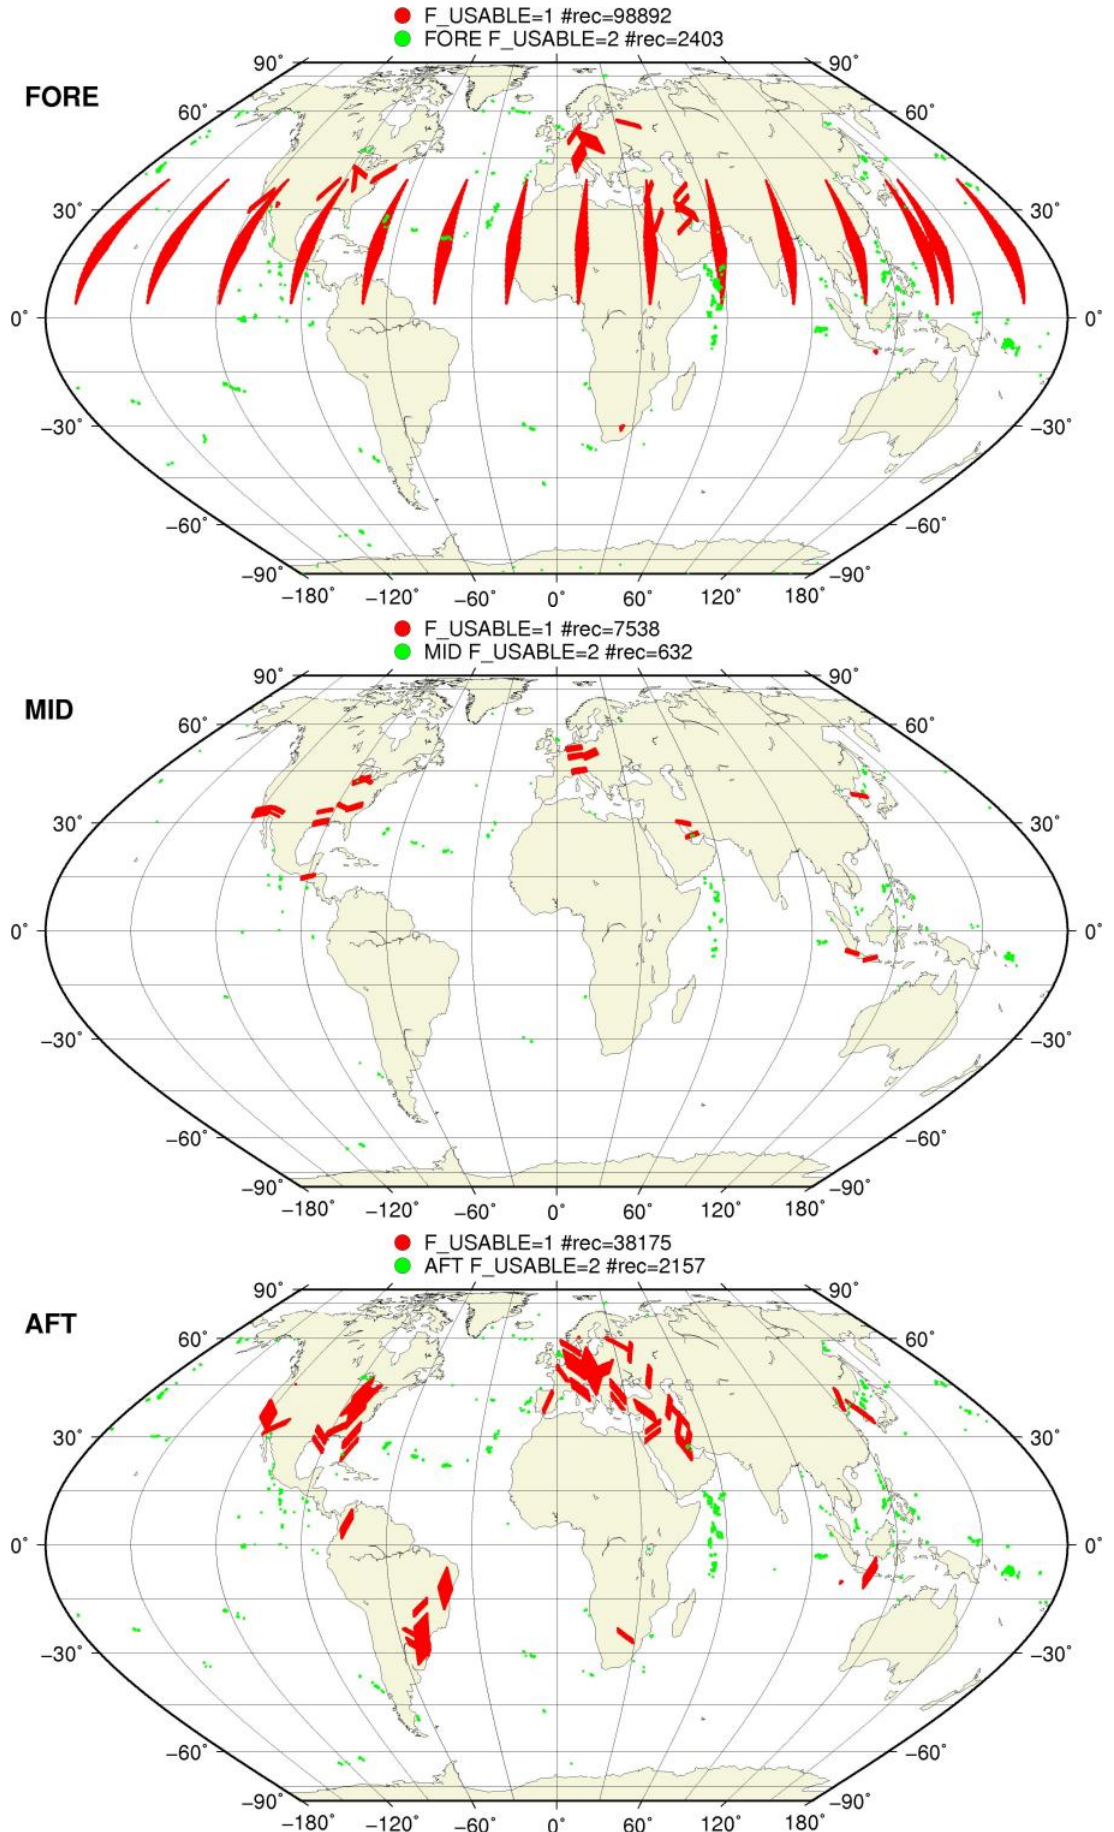 F_USABLE=1 #rec=98892
FORE F_USABLE=2 #rec=2403
FORE
90° 90°
60° 60°
30° 30°
0° 0°
−30° −30°
−60° −60°
−90° −90°
−180° −120° −60° 0° 60° 120° 180°
F_USABLE=1 #rec=7538
MID F_USABLE=2 #rec=632
MID
90° 90°
60° 60°
30° 30°
0° 0°
−30° −30°
−60° −60°
−90° −90°
−180° −120° −60° 0° 60° 120° 180°
F_USABLE=1 #rec=38175
AFT F_USABLE=2 #rec=2157
AFT
90° 90°
60° 60°
30° 30°
0° 0°
−30° −30°
−60° −60°
−90° −90°
−180° −120° −60° 0° 60° 120° 180°